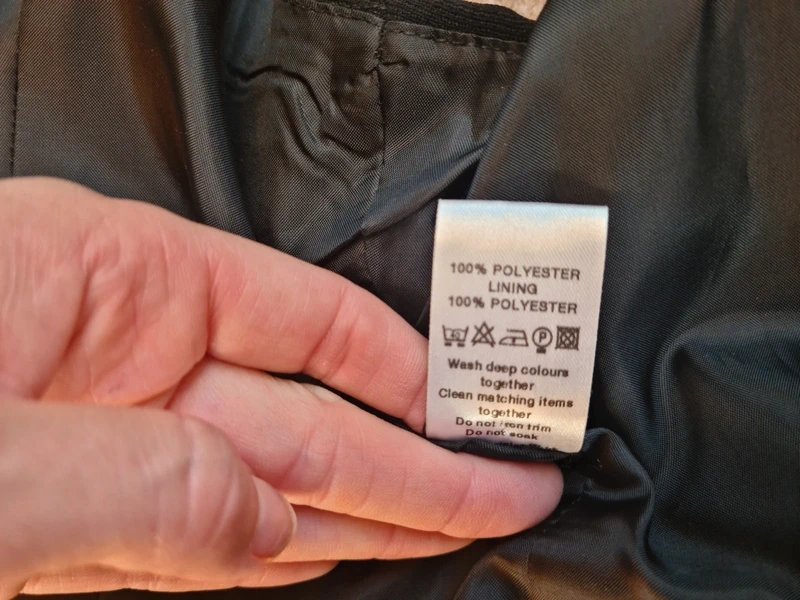 100% POLYESTER
LINING
100% POLYESTER
40 P
Wash deep colours
together
Clean matching items
together
Do not iron trim
Do not soak